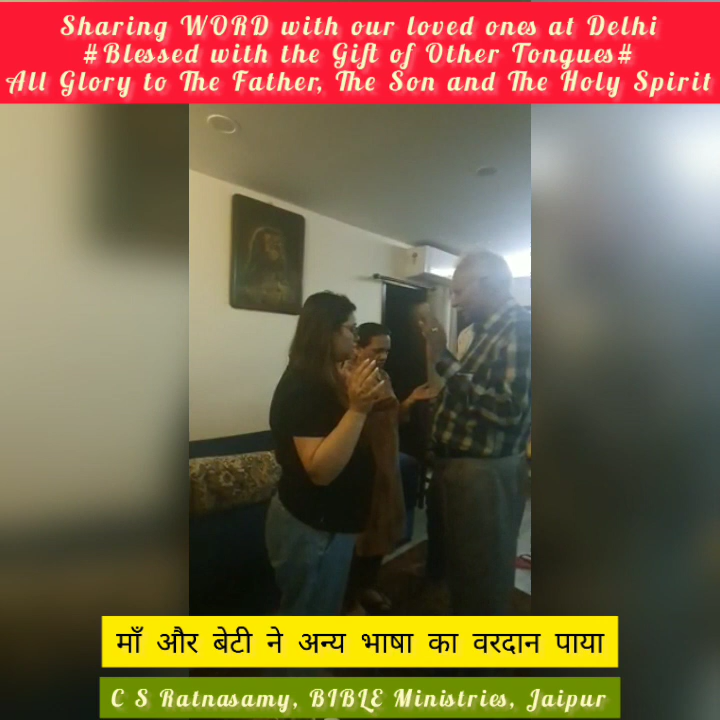 Sharing WORD with our loved ones at Delhi
#Blessed with the Gift of Other Tongues#
All Glory to The Father, The Son and The Holy Spirit
माँ और बेटी ने अन्य भाषा का वरदान पाया
C S Ratnasamy, BIBLE Ministries, Jaipur